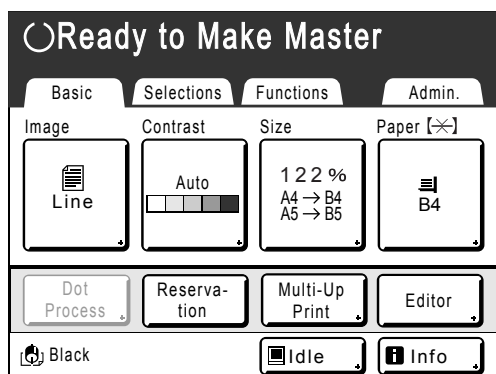 Ready to Make Master
Basic Selections Functions Admin.
Image Contrast Size Paper【✳】
Line
Auto
122%
A4 → B4
A5 → B5
B4
Dot
Process
Reserva-
tion
Multi-Up
Print
Editor
Black
Idle
Info